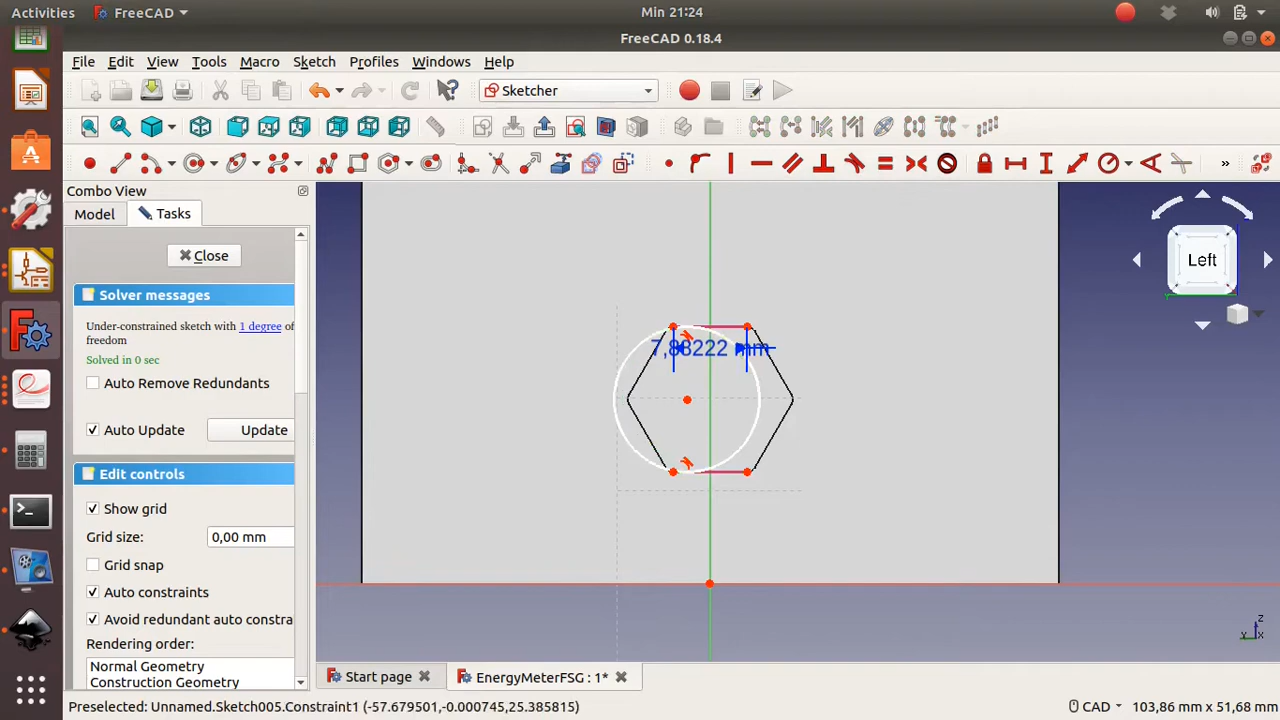 Activities FreeCAD Min 21:24
FreeCAD 0.18.4
File Edit View Tools Macro Sketch Profiles Windows Help
Sketcher
»
Combo View
Model Tasks
Close
Left
Solver messages
Under-constrained sketch with 1 degree of
freedom
Solved in 0 sec
7,88222 mm
Auto Remove Redundants
Auto Update Update
Edit controls
Show grid
Grid size: 0,00 mm
Grid snap
Auto constraints
Avoid redundant auto constra
Rendering order:
Normal Geometry
Construction Geometry
z
y x
Start page EnergyMeterFSG : 1*
Preselected: Unnamed.Sketch005.Constraint1 (-57.679501,-0.000745,25.385815) CAD 103,86 mm x 51,68 mm